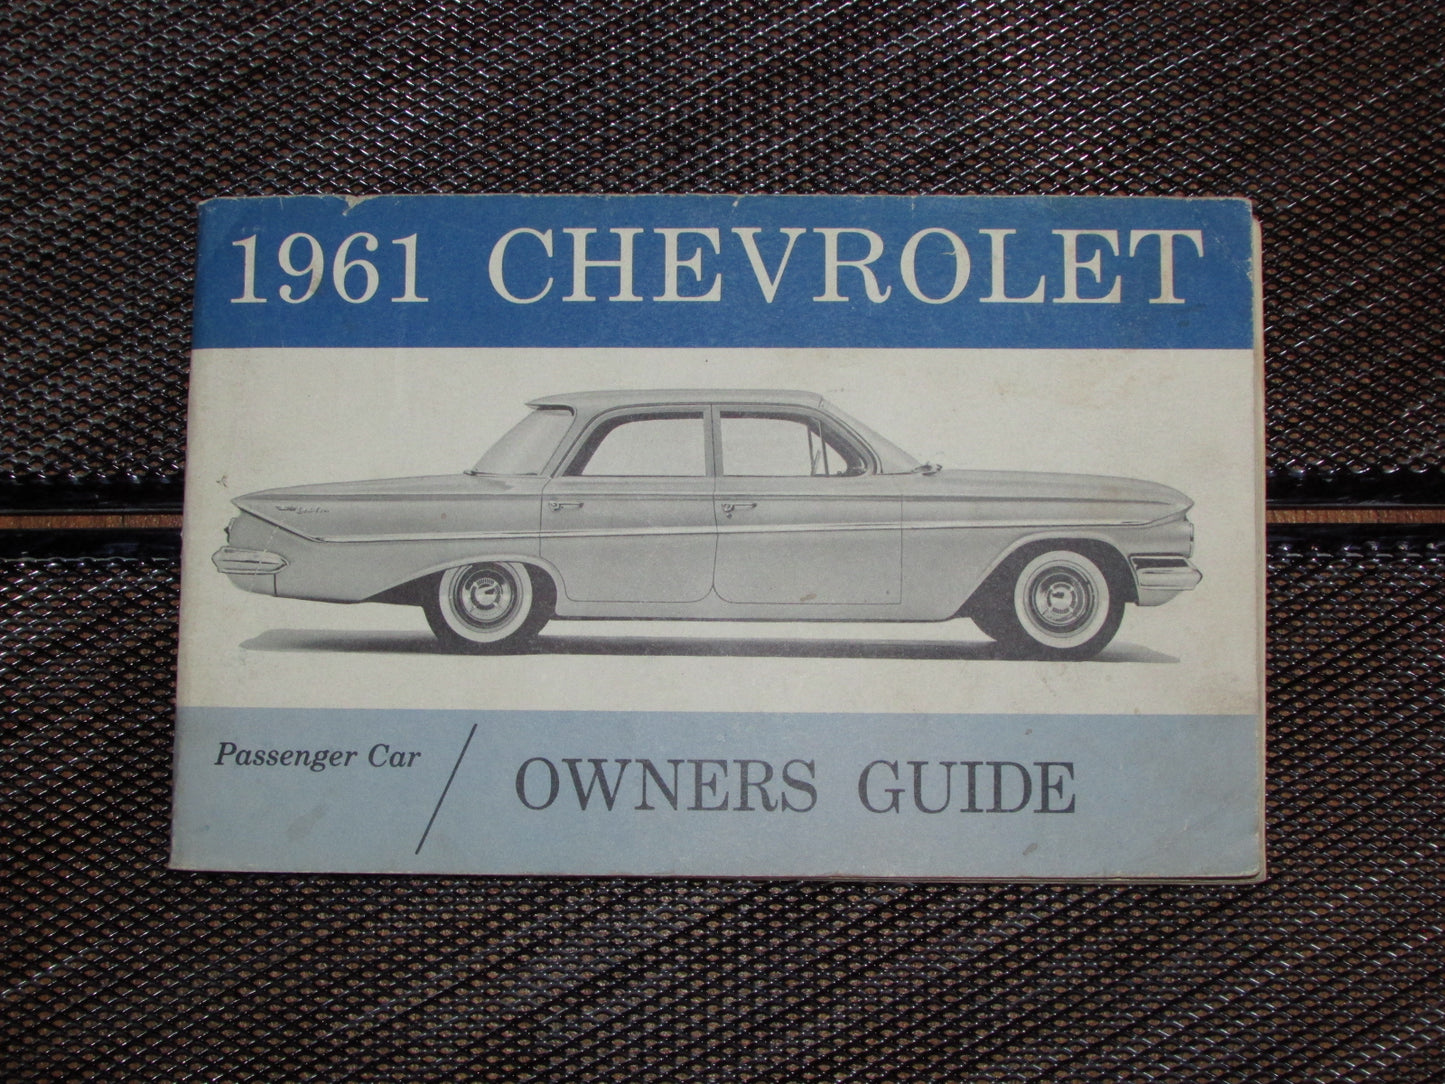 1961 CHEVROLET
Passenger Car / OWNERS GUIDE